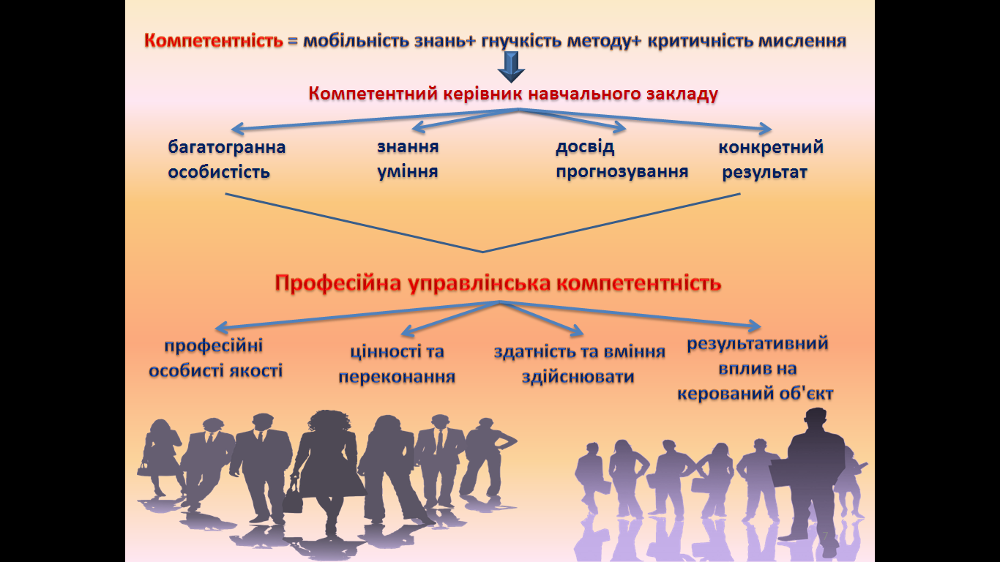 Компетентність = мобільність знань+ гнучкість методу+ критичність мислення
Компетентний керівник навчального закладу
багатогранна
особистість
знання
уміння
досвід
прогнозування
конкретний
результат
Професійна управлінська компетентність
професійні
особисті якості
цінності та
переконання
здатність та вміння
здійснювати
результативний
вплив на
керований об'єкт
7